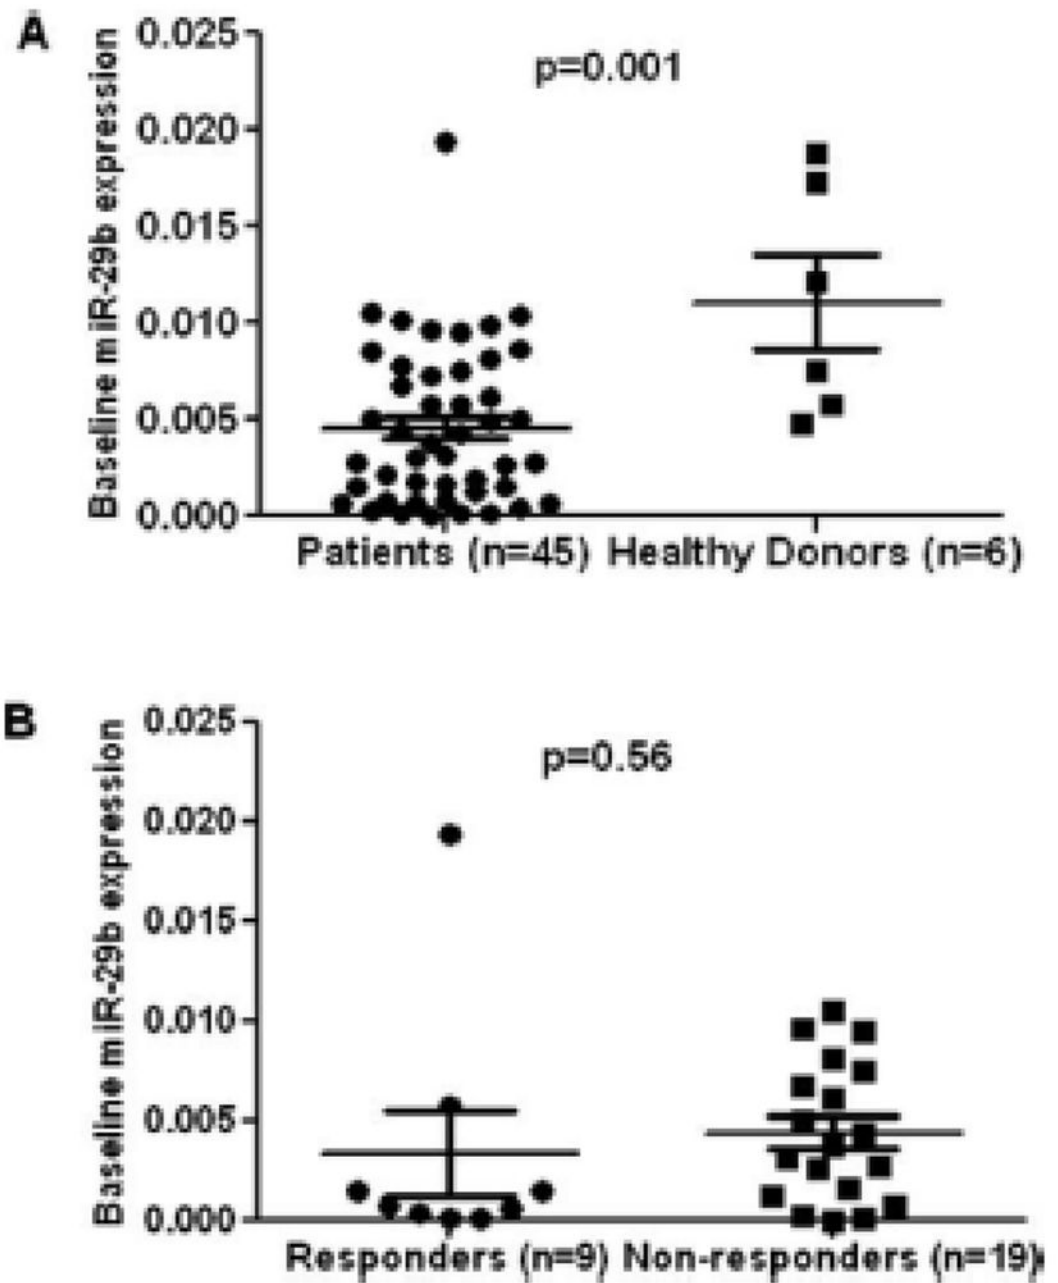 A
Baseline miR-29b expression
0.025
0.020
0.015
0.010
0.005
0.000
p=0.001
Patients (n=45) Healthy Donors (n=6)
B
Baseline miR-29b expression
0.025
0.020
0.015
0.010
0.005
0.000
p=0.56
Responders (n=9) Non-responders (n=19)